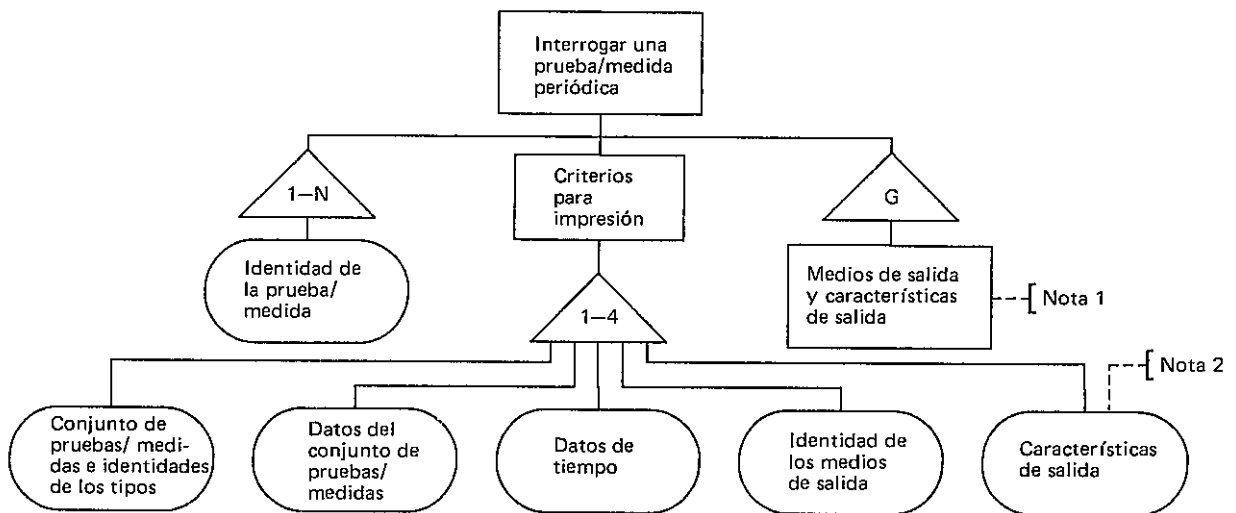 Interrogar una
prueba/medida
periódica
1–N
Criterios
para
impresión
G
Identidad de
la prueba/
medida
Medios de salida
y características
de salida
Nota 1
1–4
Nota 2
Conjunto de
pruebas/ medi-
das e identidades
de los tipos
Datos del
conjunto de
pruebas/
medidas
Datos de
tiempo
Identidad de
los medios
de salida
Características
de salida